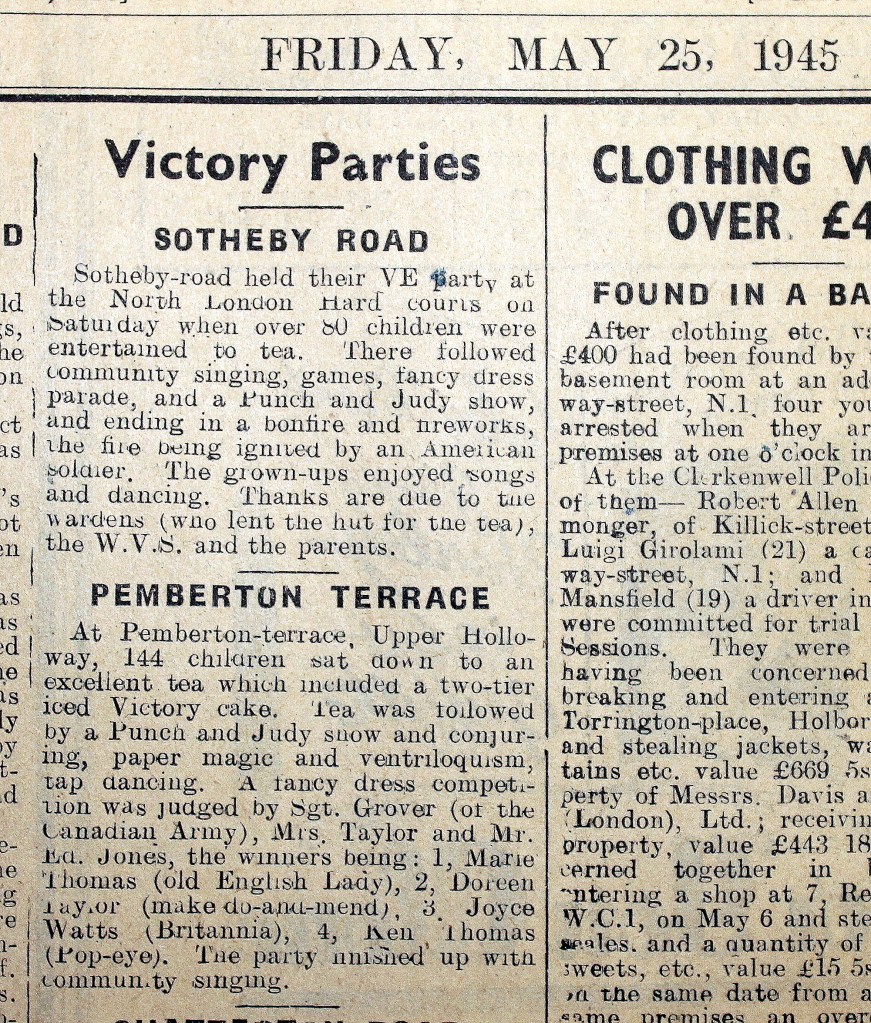 FRIDAY, MAY 25, 1945
Victory Parties
SOTHEBY ROAD
Sotheby-road held their VE party at
the North London Hard courts on
Saturday when over 80 children were
entertained to tea. There followed
community singing, games, fancy dress
parade, and a Punch and Judy show,
and ending in a bonfire and fireworks,
the fire being ignited by an American
soldier. The grown-ups enjoyed songs
and dancing. Thanks are due to the
wardens (who lent the hut for the tea),
the W.V.S. and the parents.
PEMBERTON TERRACE
At Pemberton-terrace, Upper Hollo-
way, 144 children sat down to an
excellent tea which included a two-tier
iced Victory cake. Tea was followed
by a Punch and Judy show and conjur-
ing, paper magic and ventriloquism,
tap dancing. A fancy dress competi-
tion was judged by Sgt. Grover (of the
Canadian Army), Mrs. Taylor and Mr.
Ed. Jones, the winners being: 1, Marie
Thomas (old English Lady), 2, Doreen
Taylor (make do-and-mend), 3, Joyce
Watts (Britannia), 4, Ken Thomas
(Pop-eye). The party finished up with
community singing.
CLOTHING W
OVER £4
FOUND IN A BA
After clothing etc. va
£400 had been found by
basement room at an ad
way-street, N.1, four you
arrested when they ar
premises at one o'clock in
At the Clerkenwell Poli
of them— Robert Allen
monger, of Killick-street
Luigi Girolami (21) a ca
way-street, N.1; and
Mansfield (19) a driver in
were committed for trial
Sessions. They were
having been concerned
breaking and entering a
Torrington-place, Holbor
and stealing jackets, wa
tains etc. value £669 5s
perty of Messrs. Davis a
(London), Ltd.; receivin
property, value £443 18
cerned together in b
entering a shop at 7, Re
W.C.1, on May 6 and ste
scales. and a quantity of
sweets, etc., value £15 5s
on the same date from a
same premises an over